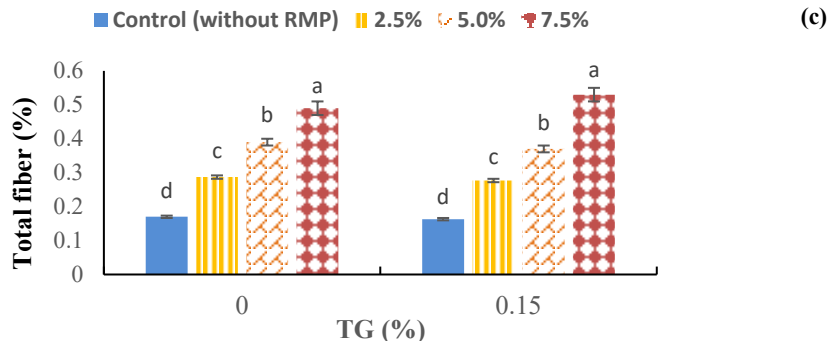 Control (without RMP) 2.5% 5.0% 7.5% (c)
0.6
0.5
0.4
0.3
0.2
0.1
0
Total fiber (%)
d c b a d c b a
0 0.15
TG (%)